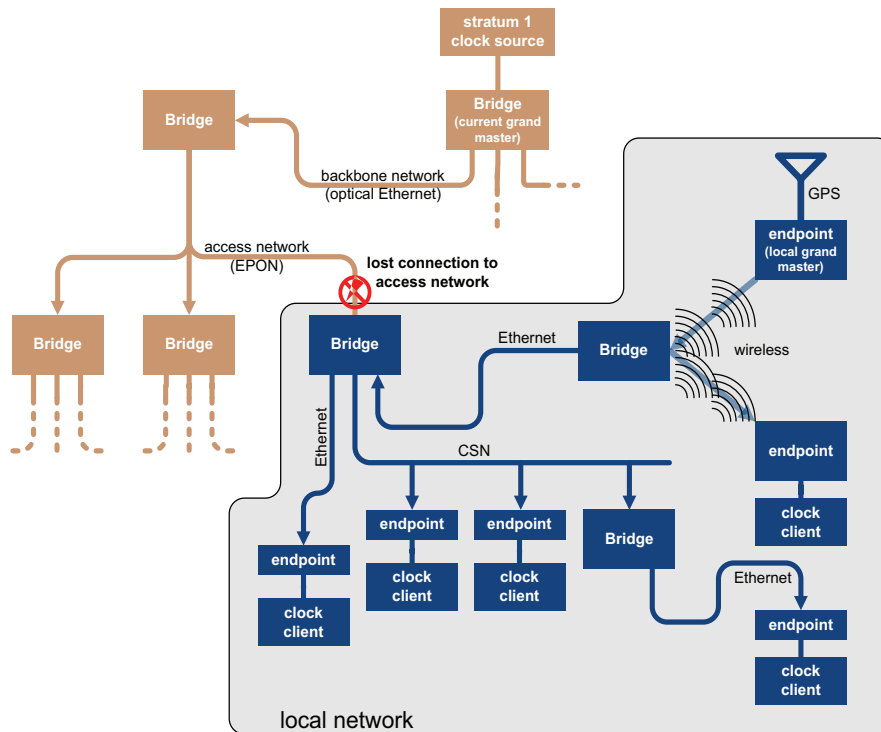 stratum 1
clock source
Bridge
Bridge
(current grand
master)
backbone network
(optical Ethernet)
GPS
endpoint
(local grand
master)
access network
(EPON)
lost connection to
access network
Bridge
Bridge
Bridge
Ethernet
Bridge
wireless
Ethernet
CSN
endpoint
clock
client
endpoint
clock
client
endpoint
clock
client
Bridge
endpoint
clock
client
Ethernet
endpoint
clock
client
local network